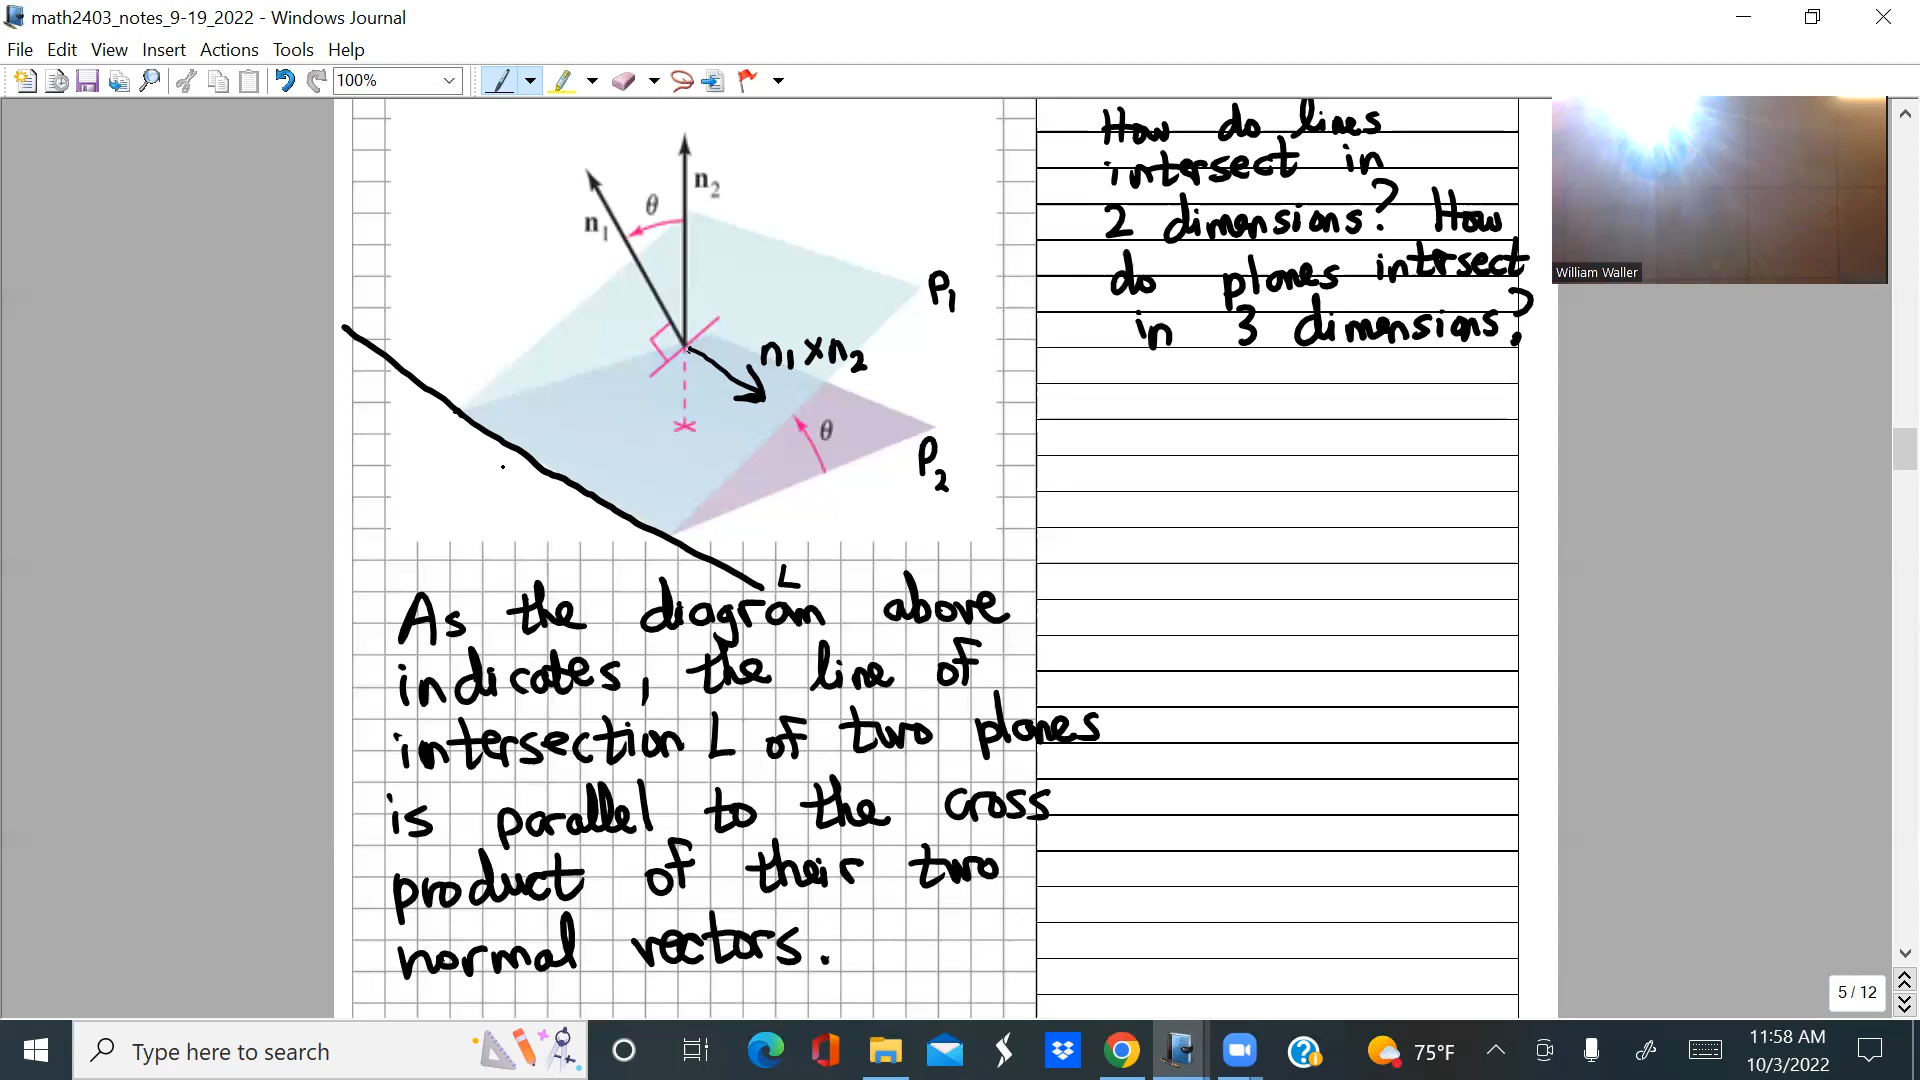 math2403_notes_9-19_2022 - Windows Journal
File Edit View Insert Actions Tools Help
100%
n2
θ
n1
P1
n1 × n2
θ
P2
L
As the diagram above
indicates, the line of
intersection L of two planes
is parallel to the cross
product of their two
normal vectors.
How do lines
intersect in
2 dimensions? How
do planes intrsect
in 3 dimensions?
William Waller
5 / 12
Type here to search
75°F
11:58 AM
10/3/2022